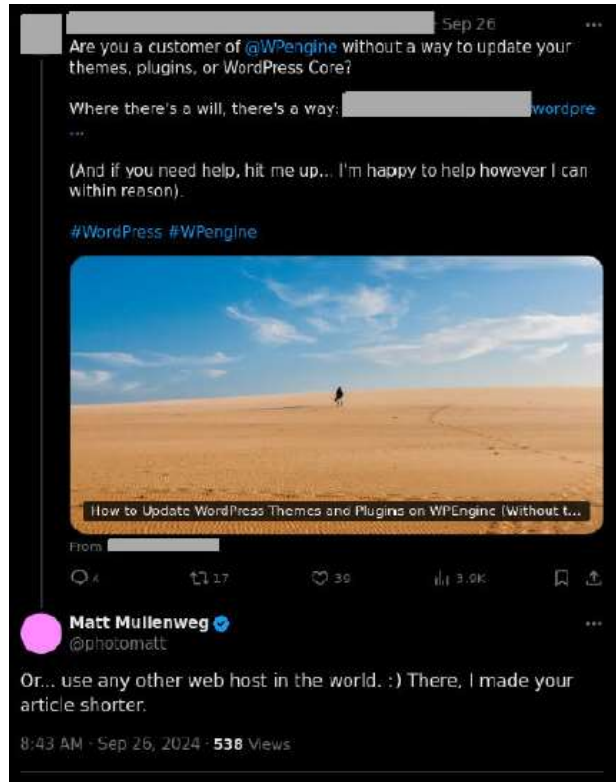 Sep 26
Are you a customer of @WPengine without a way to update your
themes, plugins, or WordPress Core?
Where there's a will, there's a way: wordpre
...
(And if you need help, hit me up... I'm happy to help however I can
within reason).
#WordPress #WPengine
How to Update WordPress Themes and Plugins on WPEngine (Without t...
From
4 17 39 3.9K
Matt Mullenweg
@photomatt
Or... use any other web host in the world. :) There, I made your
article shorter.
8:43 AM · Sep 26, 2024 · 538 Views